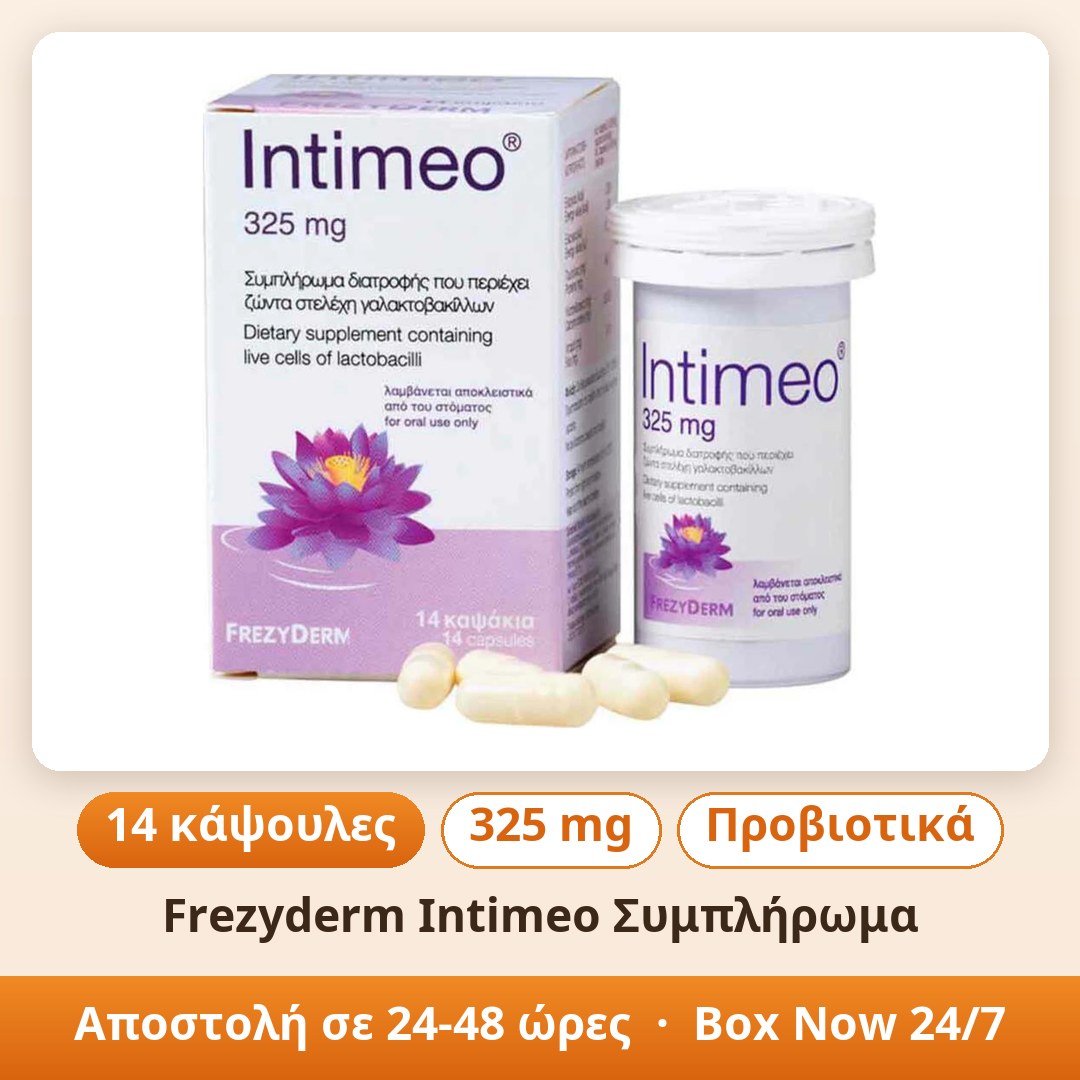 Intimeo®
325 mg
Συμπλήρωμα διατροφής που περιέχει
ζώντα στελέχη γαλακτοβακίλλων
Dietary supplement containing
live cells of lactobacilli
λαμβάνεται αποκλειστικά
από του στόματος
for oral use only
FREZYDERM
14 καψάκια
14 capsules
Intimeo®
325 mg
Συμπλήρωμα διατροφής που περιέχει
ζώντα στελέχη γαλακτοβακίλλων
Dietary supplement containing
live cells of lactobacilli
λαμβάνεται αποκλειστικά
από του στόματος
for oral use only
FREZYDERM
14 κάψουλες
325 mg
Προβιοτικά
Frezyderm Intimeo Συμπλήρωμα
Αποστολή σε 24-48 ώρες · Box Now 24/7